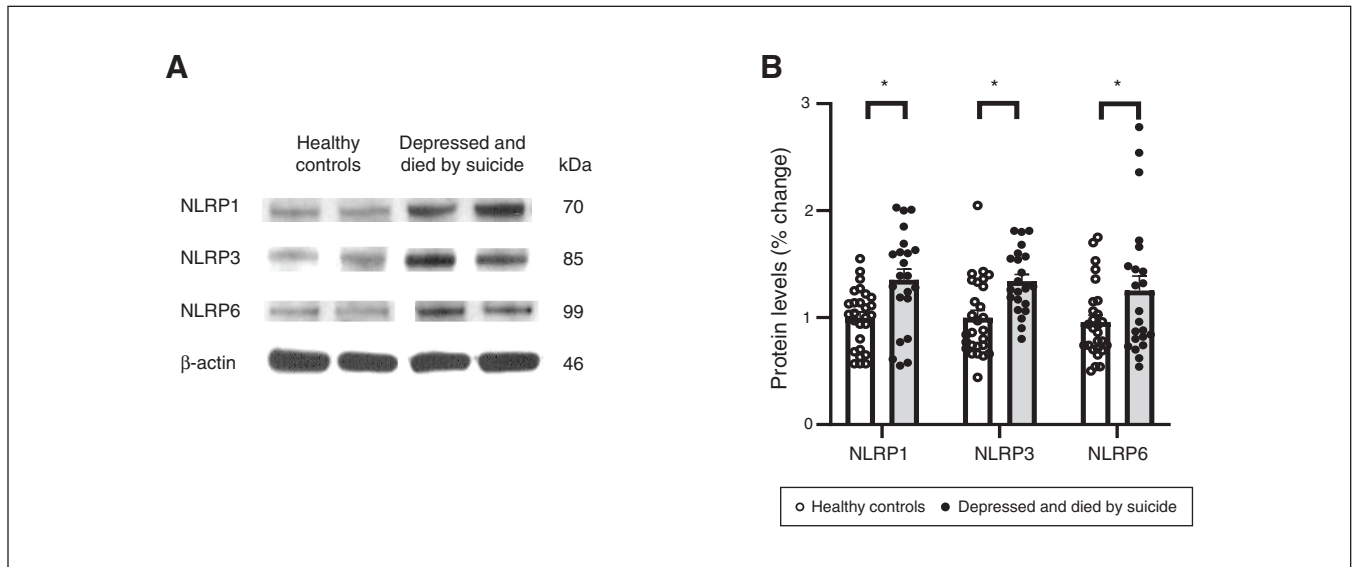 A
Healthy
controls
Depressed and
died by suicide
kDa
NLRP1
70
NLRP3
85
NLRP6
99
β-actin
46
B
* * *
Protein levels (% change)
3
2
1
0
NLRP1 NLRP3 NLRP6
Healthy controls Depressed and died by suicide